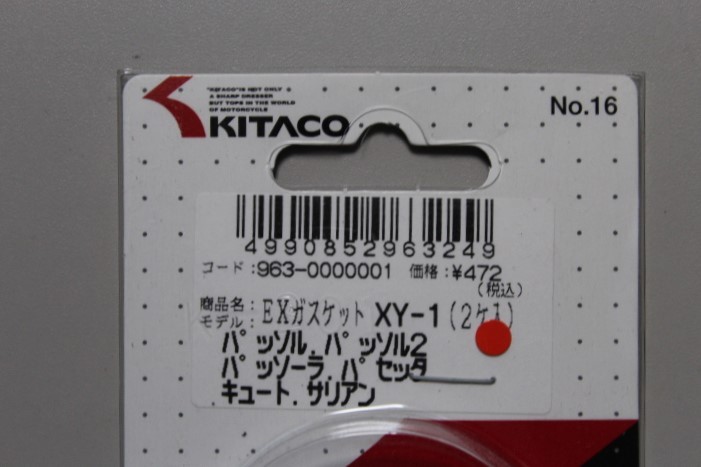 "KITACO" IS NOT ONLY
A SHARP DRESSER
BUT TOPS IN THE WORLD
OF MOTORCYCLE
KITACO
No.16
4990852963249
コード:963-0000001 価格:¥472
(税込)
商品名:EXガスケット XY-1(2ケ入)
モデル:
パッソル.パッソル2
パッソーラ.パセッタ
キュート.サリアン